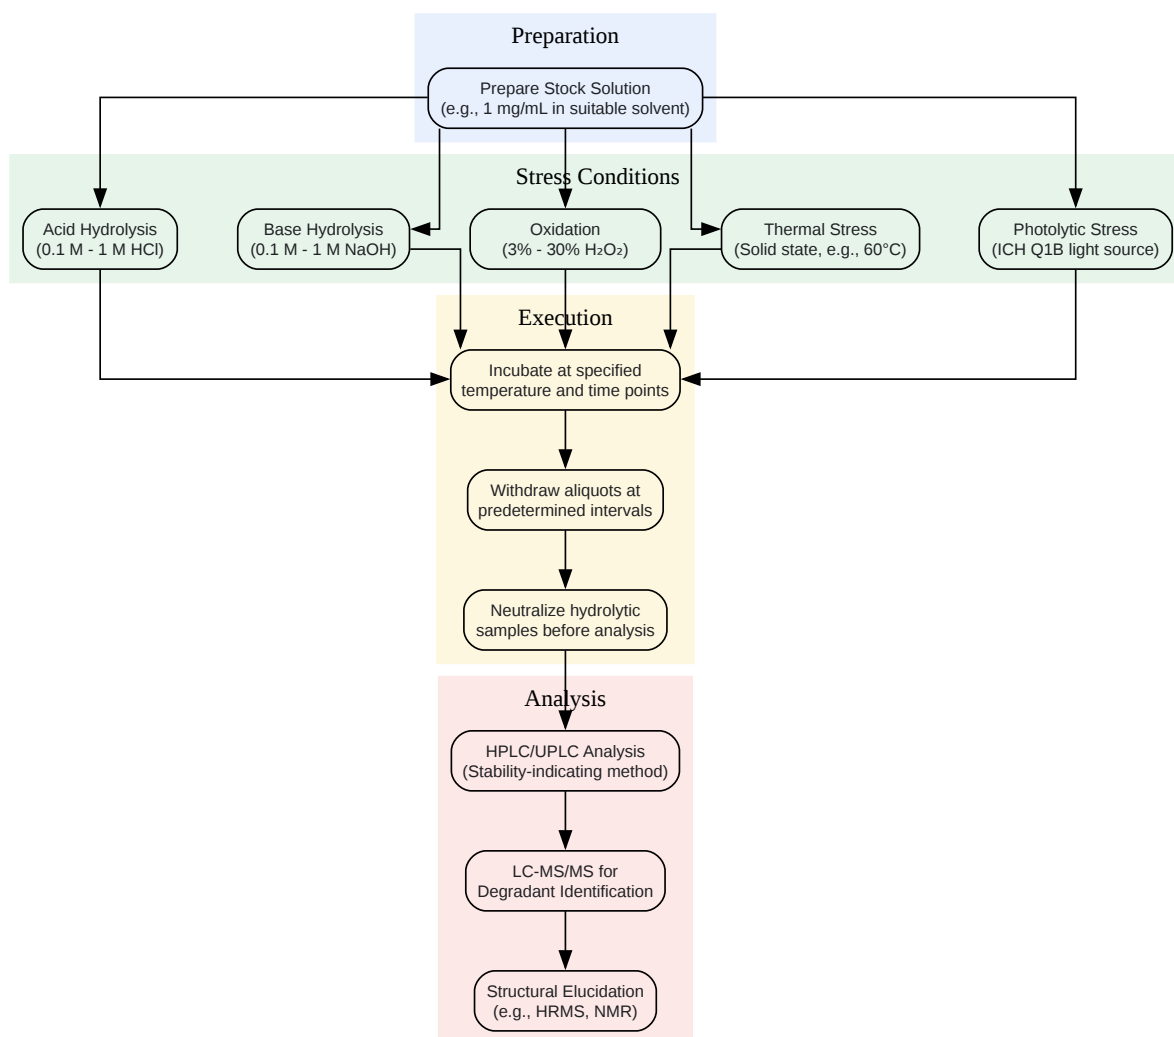 Preparation
Prepare Stock Solution
(e.g., 1 mg/mL in suitable solvent)
Stress Conditions
Acid Hydrolysis
(0.1 M - 1 M HCl)
Base Hydrolysis
(0.1 M - 1 M NaOH)
Oxidation
(3% - 30% H₂O₂)
Thermal Stress
(Solid state, e.g., 60°C)
Photolytic Stress
(ICH Q1B light source)
Execution
Incubate at specified
temperature and time points
Withdraw aliquots at
predetermined intervals
Neutralize hydrolytic
samples before analysis
Analysis
HPLC/UPLC Analysis
(Stability-indicating method)
LC-MS/MS for
Degradant Identification
Structural Elucidation
(e.g., HRMS, NMR)